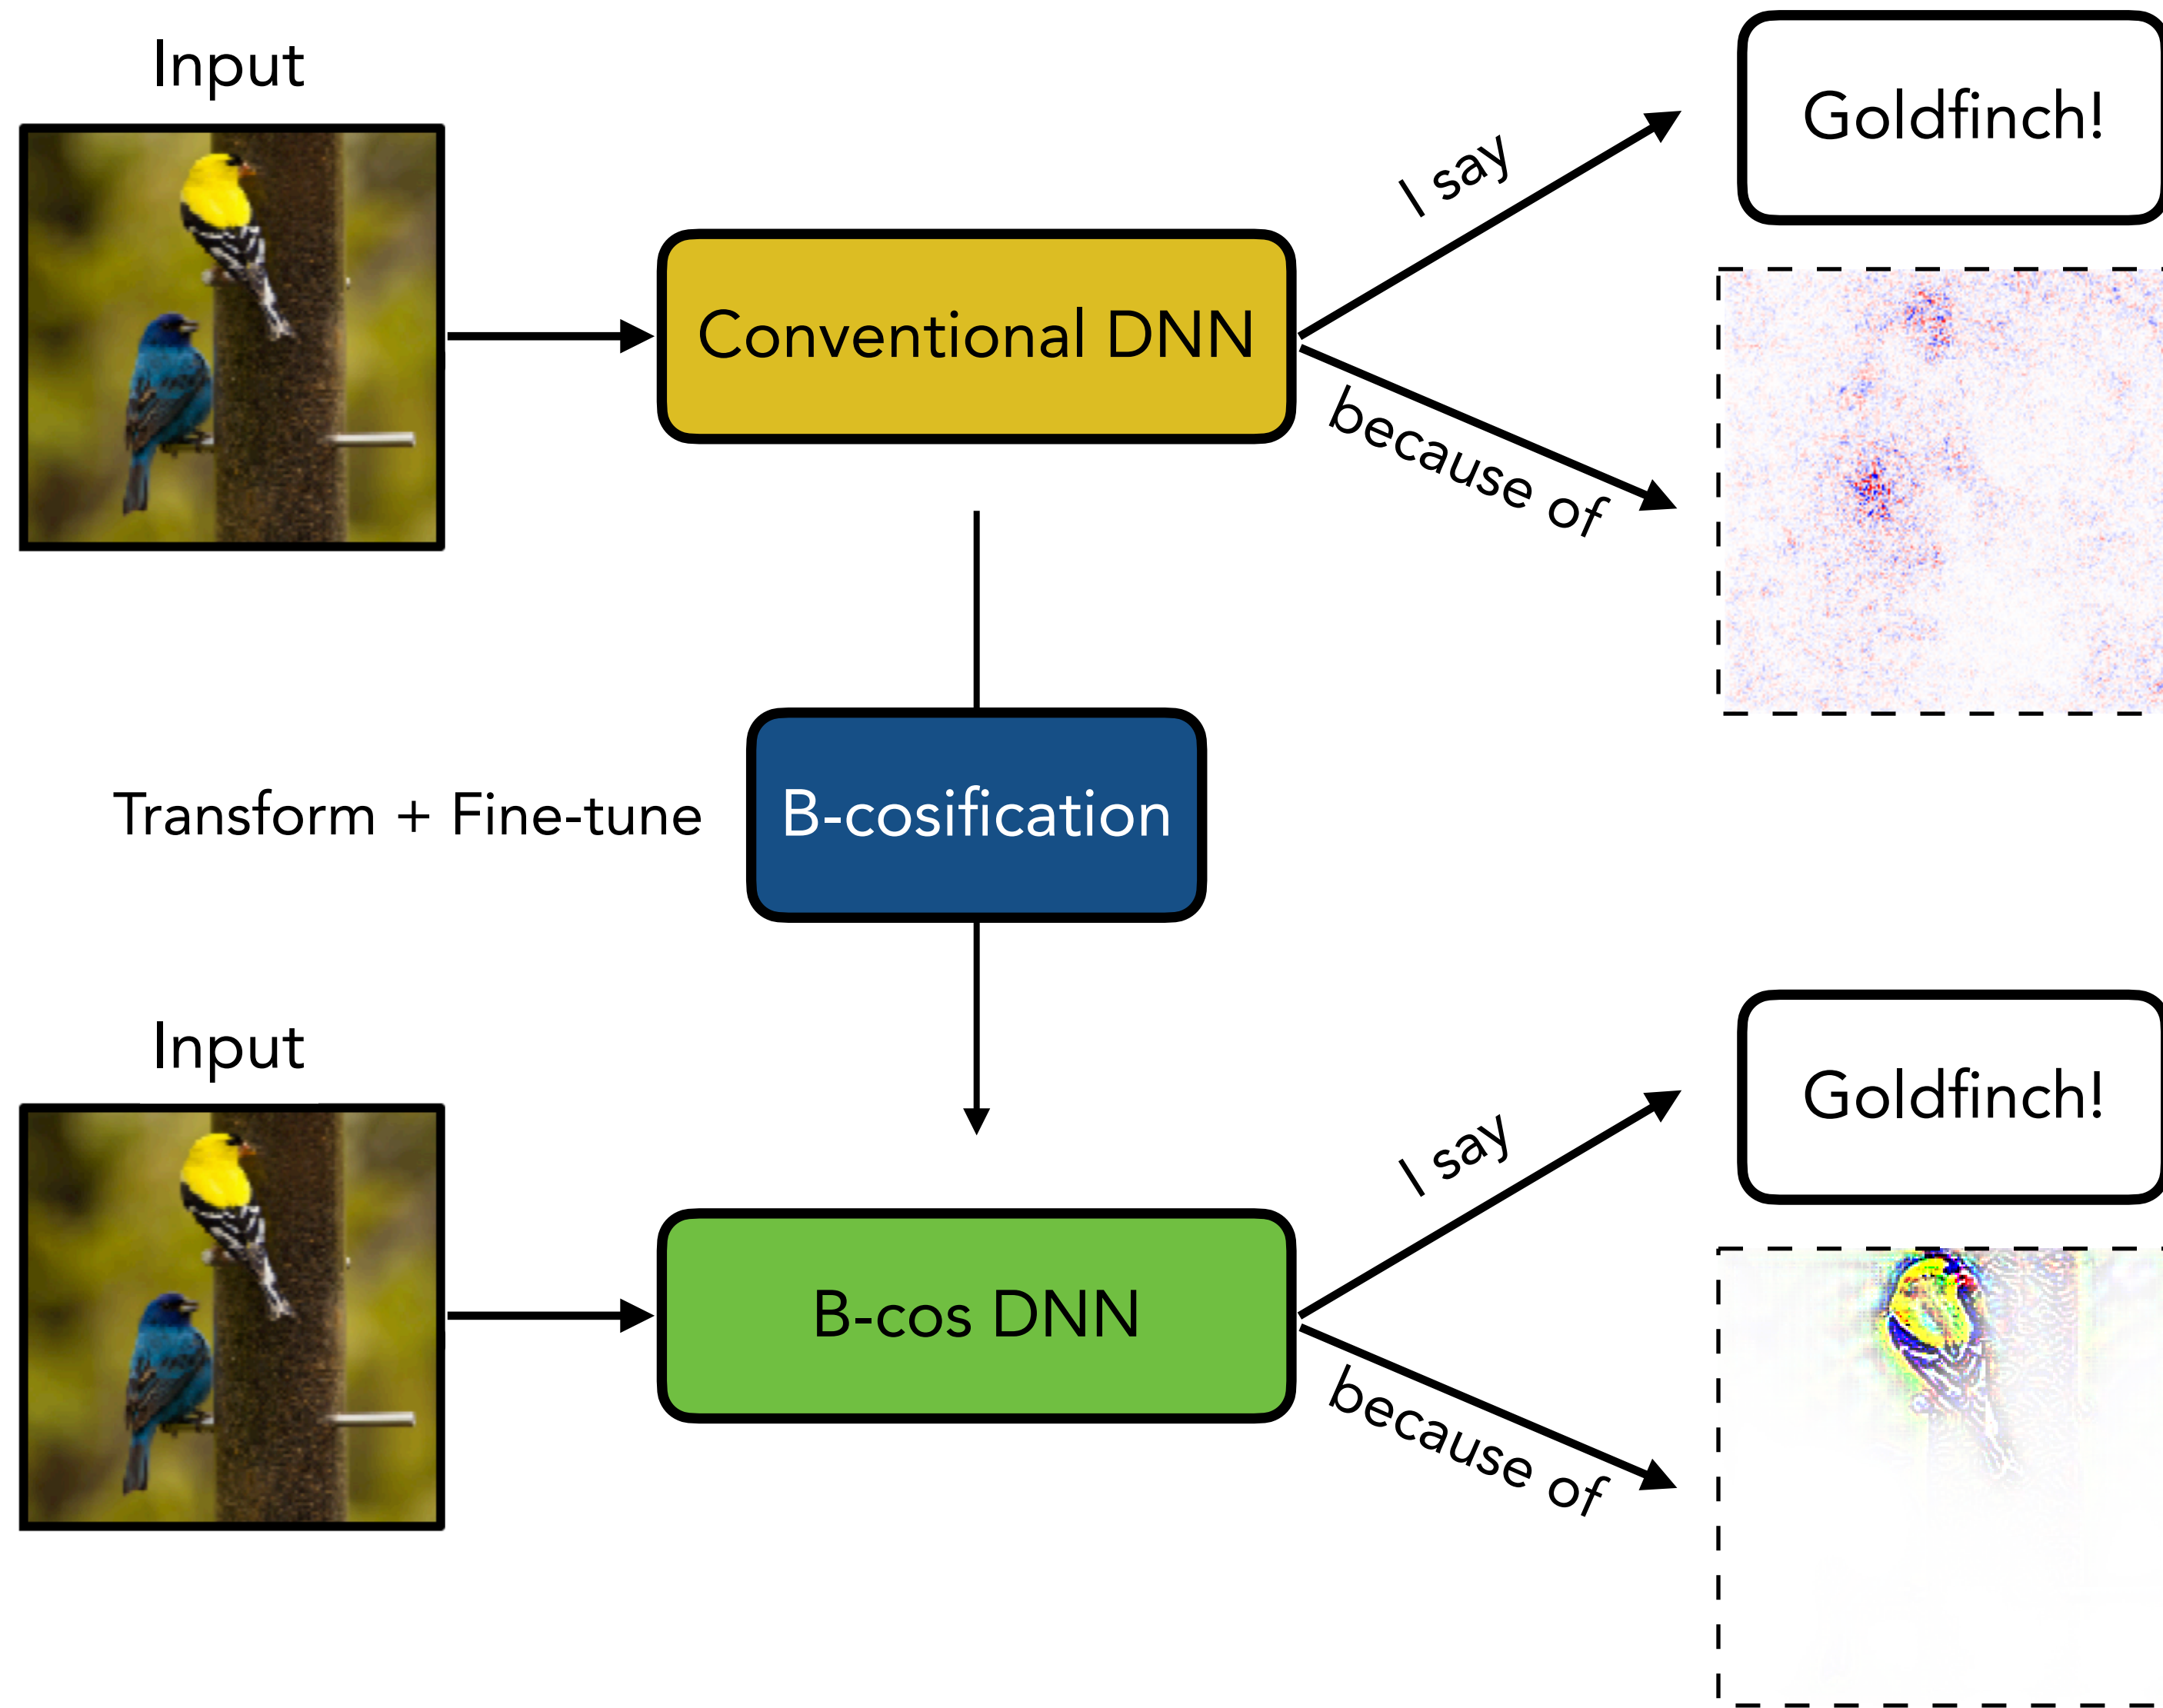 Input
Conventional DNN
I say
Goldfinch!
because of
Transform + Fine-tune
B-cosification
Input
B-cos DNN
I say
Goldfinch!
because of